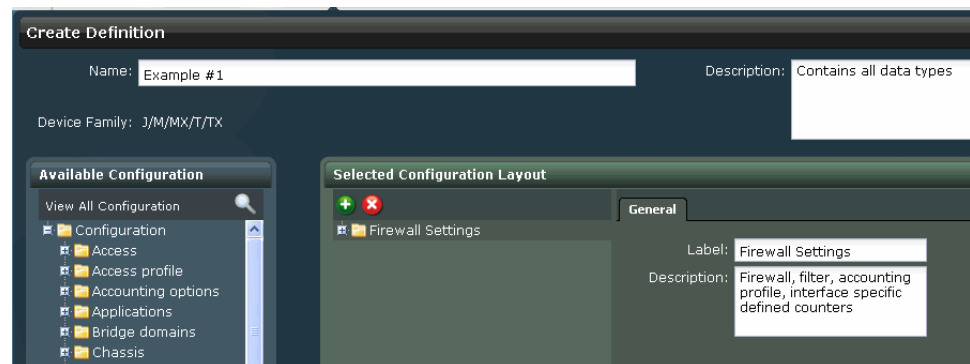 Create Definition
Name: Example #1
Description: Contains all data types
Device Family: J/M/MX/T/TX
Available Configuration
View All Configuration
Configuration
Access
Access profile
Accounting options
Applications
Bridge domains
Chassis
Selected Configuration Layout
Firewall Settings
General
Label: Firewall Settings
Description: Firewall, filter, accounting
profile, interface specific
defined counters